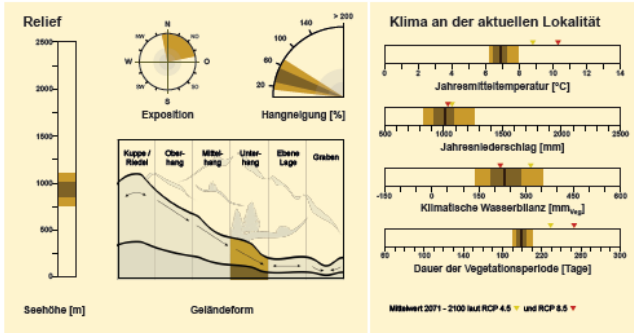 Relief
2500
2000
1500
1000
500
0
Seehöhe [m]
N
NW
NO
W
O
SW
SO
S
Exposition
> 200
140
100
60
20
Hangneigung [%]
Kuppe / Riedel
Ober-hang
Mittel-hang
Unter-hang
Ebene Lage
Graben
Geländeform
Klima an der aktuellen Lokalität
0 2 4 6 8 10 12 14
Jahresmitteltemperatur [°C]
500 1000 1500 2000 2500
Jahresniederschlag [mm]
-150 0 150 300 450 600
Klimatische Wasserbilanz [mmVeg]
60 100 140 180 220 260 300
Dauer der Vegetationsperiode [Tage]
Mittelwert 2071 - 2100 laut RCP 4.5 und RCP 8.5